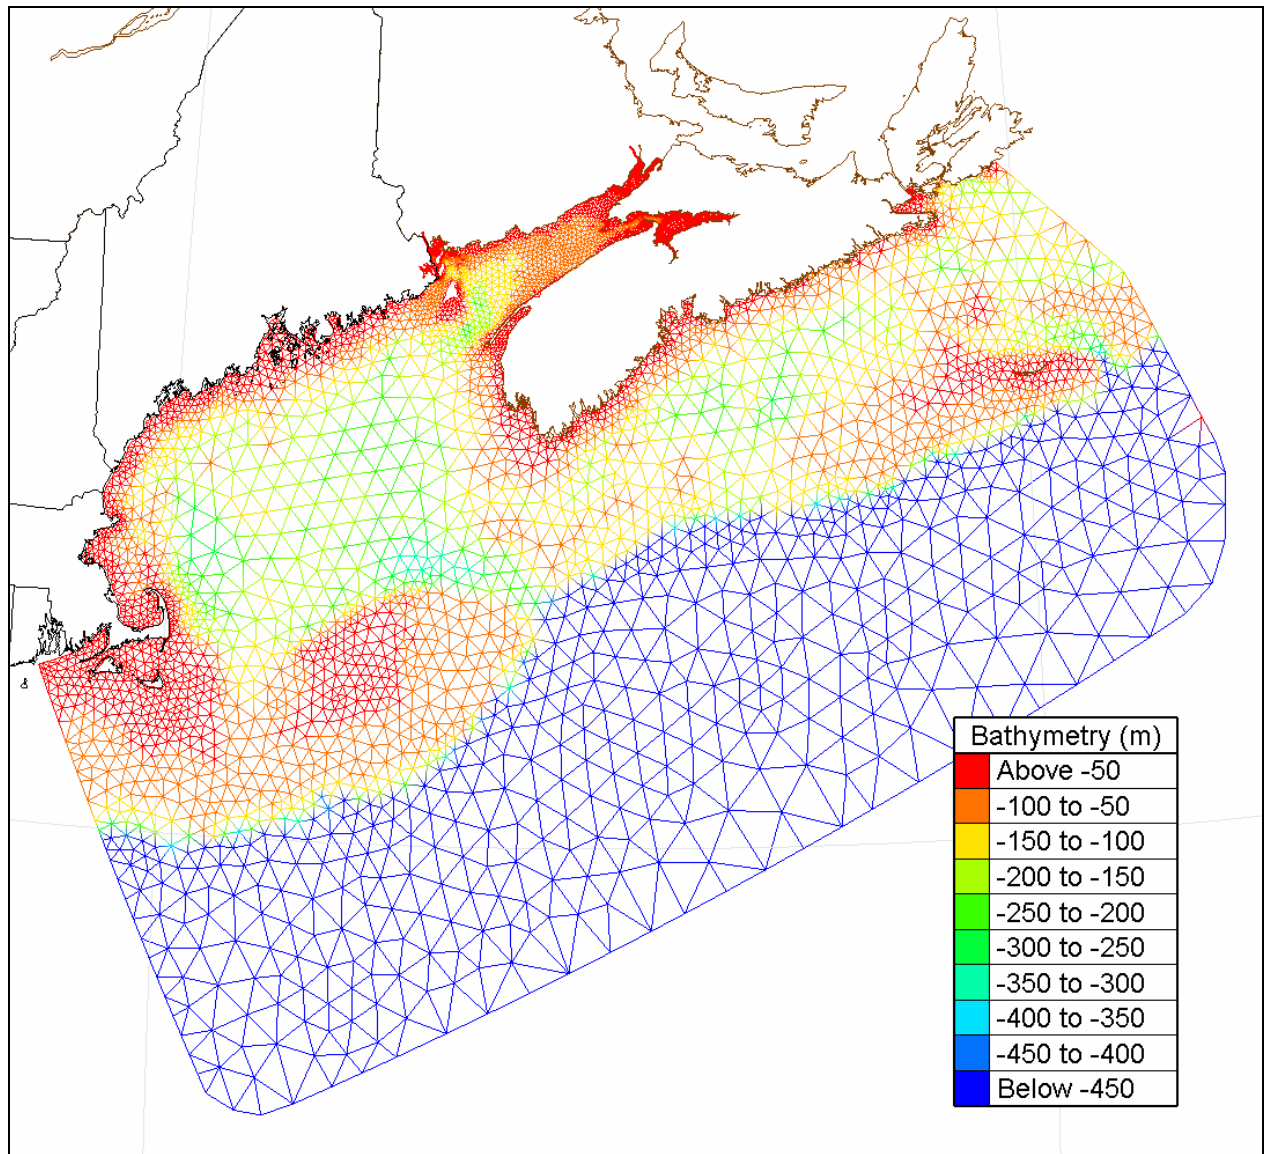 Bathymetry (m)
Above -50
-100 to -50
-150 to -100
-200 to -150
-250 to -200
-300 to -250
-350 to -300
-400 to -350
-450 to -400
Below -450